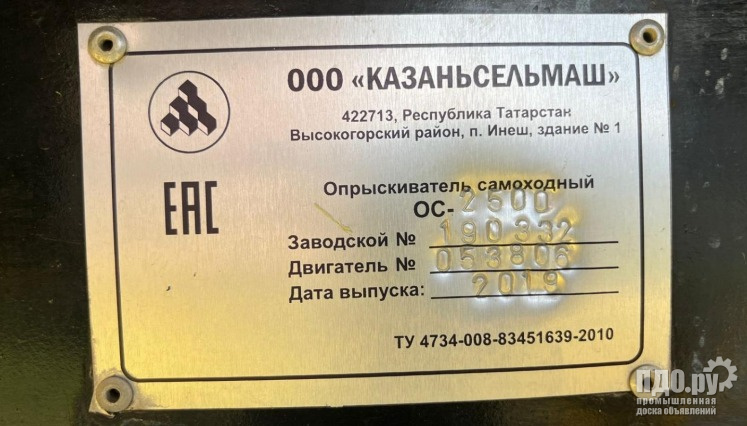 ООО «КАЗАНЬСЕЛЬМАШ»
422713, Республика Татарстан
Высокогорский район, п. Инеш, здание № 1
ЕАС
Опрыскиватель самоходный
ОС-2500
Заводской № 190332
Двигатель № 053806
Дата выпуска: 2019
ТУ 4734-008-83451639-2010
ПДО.ру
промышленная
доска объявлений